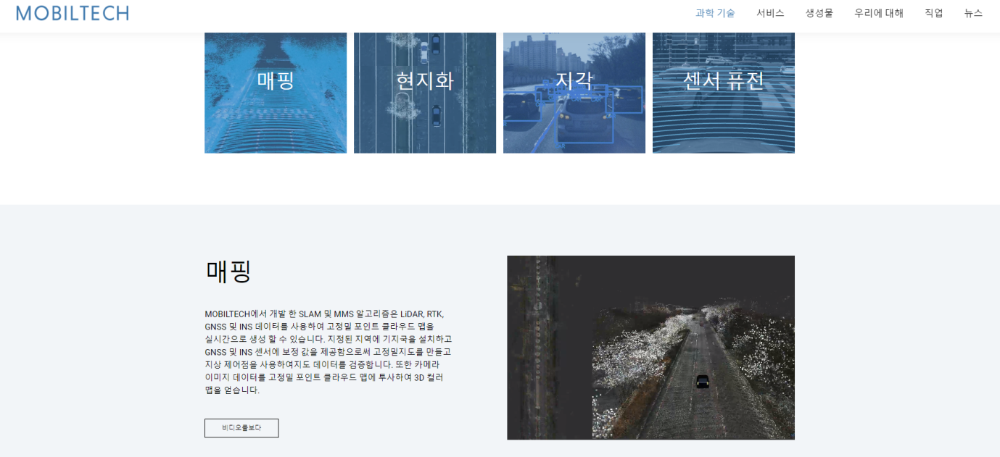 MOBILTECH
과학 기술 서비스 생성물 우리에 대해 직업 뉴스
매핑 현지화 지각 센서 퓨전
매핑
MOBILTECH에서 개발 한 SLAM 및 MMS 알고리즘은 LiDAR, RTK,
GNSS 및 INS 데이터를 사용하여 고정밀 포인트 클라우드 맵을
실시간으로 생성 할 수 있습니다. 지정된 지역에 기지국을 설치하고
GNSS 및 INS 센서에 보정 값을 제공함으로써 고정밀지도를 만들고
지상 제어점을 사용하여지도 데이터를 검증합니다. 또한 카메라
이미지 데이터를 고정밀 포인트 클라우드 맵에 투사하여 3D 컬러
맵을 얻습니다.
비디오를보다